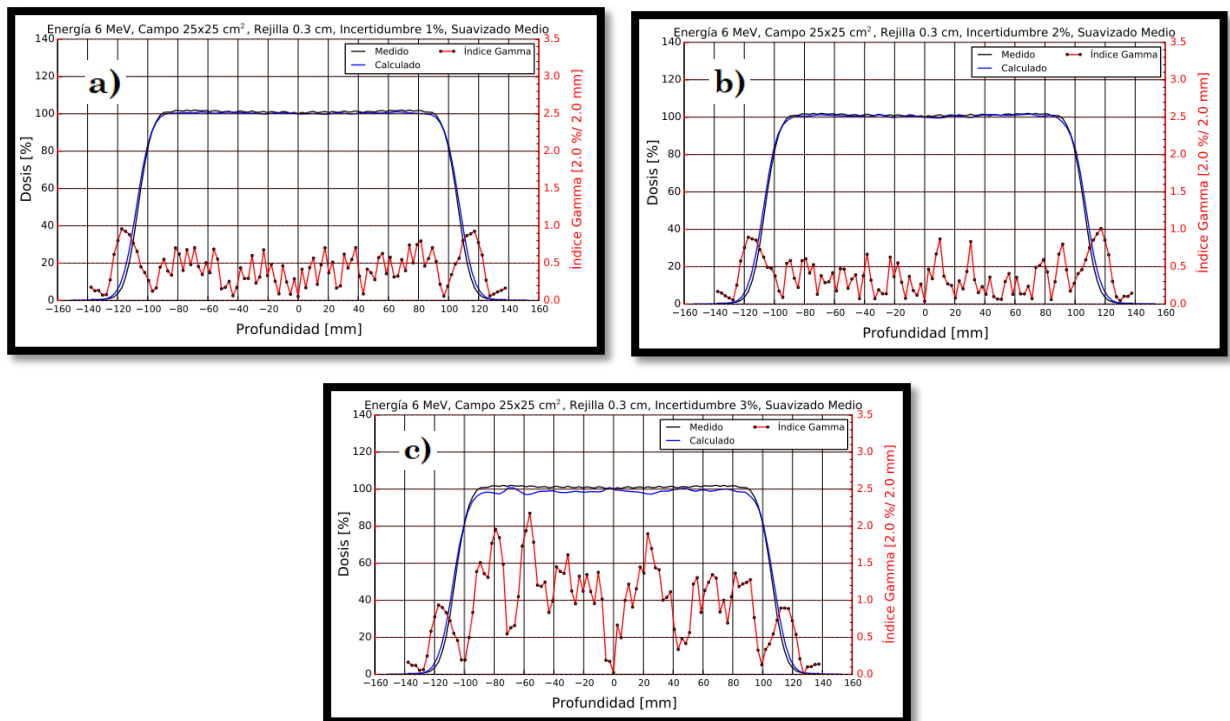 Energía 6 MeV, Campo 25x25 cm², Rejilla 0.3 cm, Incertidumbre 1%, Suavizado Medio
a)
Medido
Calculado
Índice Gamma
Dosis [%]
140
120
100
80
60
40
20
0
Índice Gamma [2.0 %/ 2.0 mm]
3.5
3.0
2.5
2.0
1.5
1.0
0.5
0.0
−160 −140 −120 −100 −80 −60 −40 −20 0 20 40 60 80 100 120 140 160
Profundidad [mm]
Energía 6 MeV, Campo 25x25 cm², Rejilla 0.3 cm, Incertidumbre 2%, Suavizado Medio
b)
Medido
Calculado
Índice Gamma
Dosis [%]
140
120
100
80
60
40
20
0
Índice Gamma [2.0 %/ 2.0 mm]
3.5
3.0
2.5
2.0
1.5
1.0
0.5
0.0
−160 −140 −120 −100 −80 −60 −40 −20 0 20 40 60 80 100 120 140 160
Profundidad [mm]
Energía 6 MeV, Campo 25x25 cm², Rejilla 0.3 cm, Incertidumbre 3%, Suavizado Medio
c)
Medido
Calculado
Índice Gamma
Dosis [%]
140
120
100
80
60
40
20
0
Índice Gamma [2.0 %/ 2.0 mm]
3.5
3.0
2.5
2.0
1.5
1.0
0.5
0.0
−160 −140 −120 −100 −80 −60 −40 −20 0 20 40 60 80 100 120 140 160
Profundidad [mm]